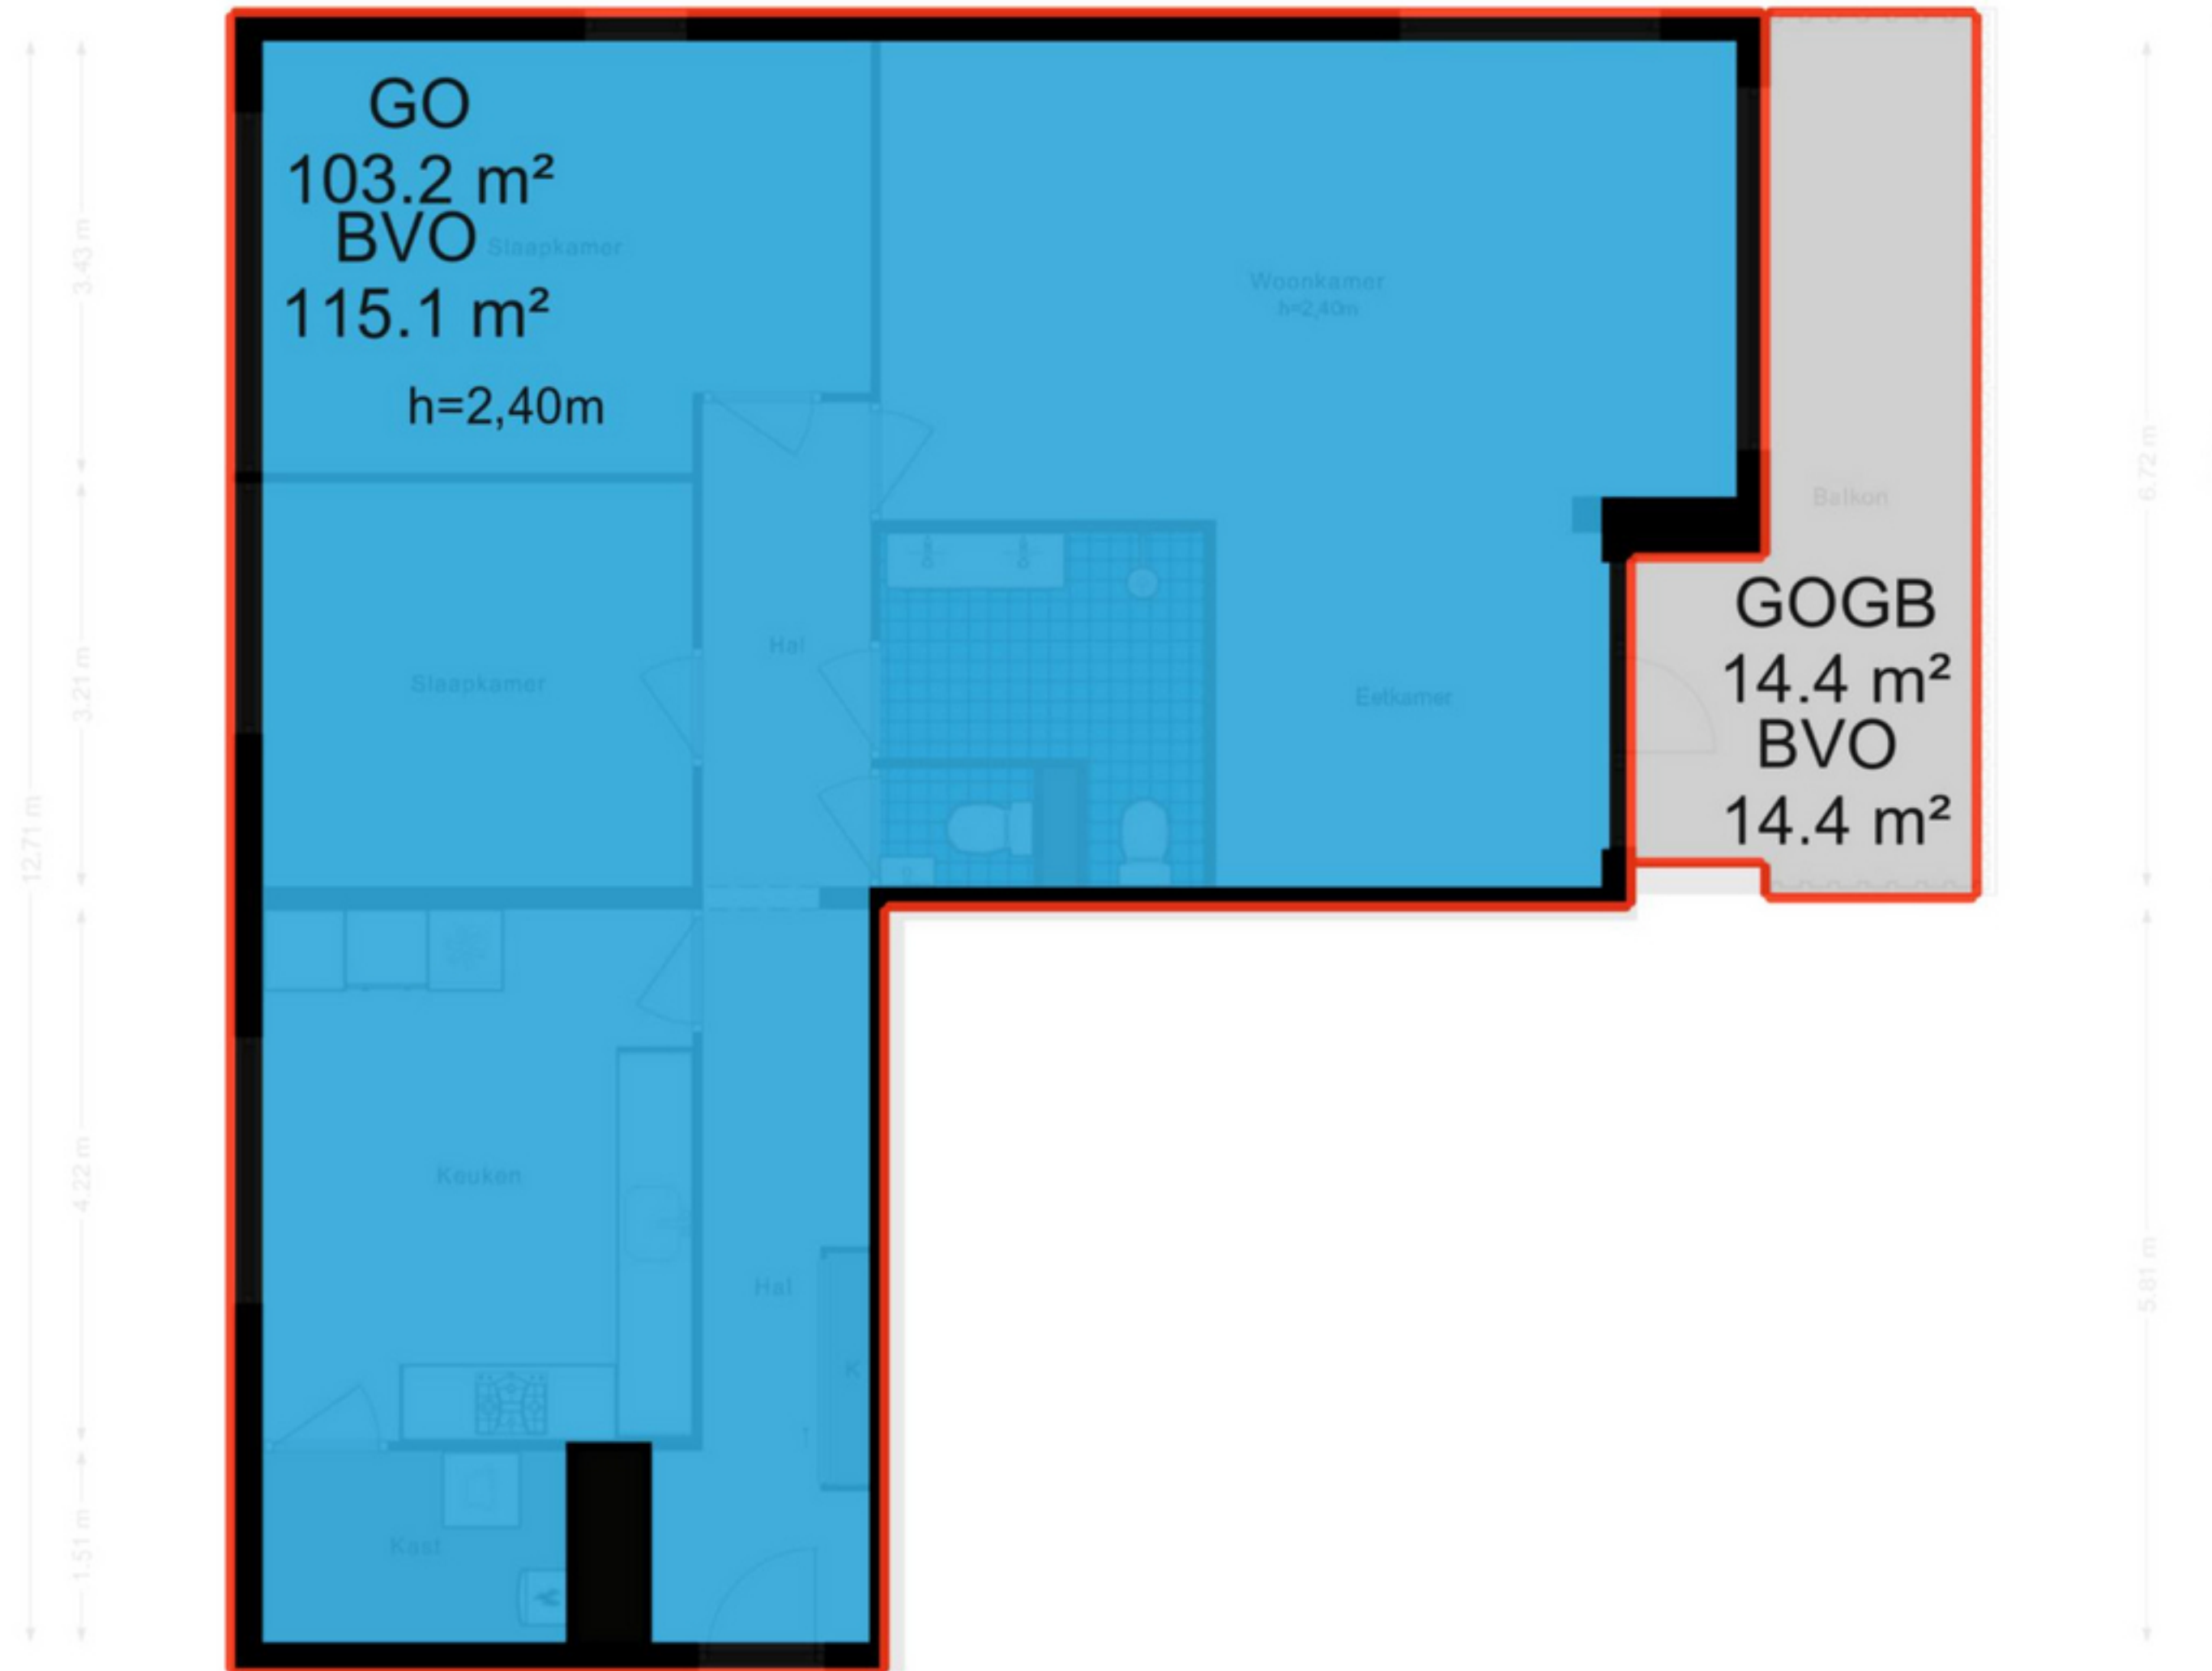 GO
103.2 m²
BVO
115.1 m²
h=2,40m
Slaapkamer
Woonkamer
h=2,40m
Balkon
GOGB
14.4 m²
BVO
14.4 m²
Hal
Slaapkamer
Eetkamer
Keuken
Hal
K
Kast
12.71 m
3.43 m
3.21 m
4.22 m
1.51 m
6.72 m
5.81 m